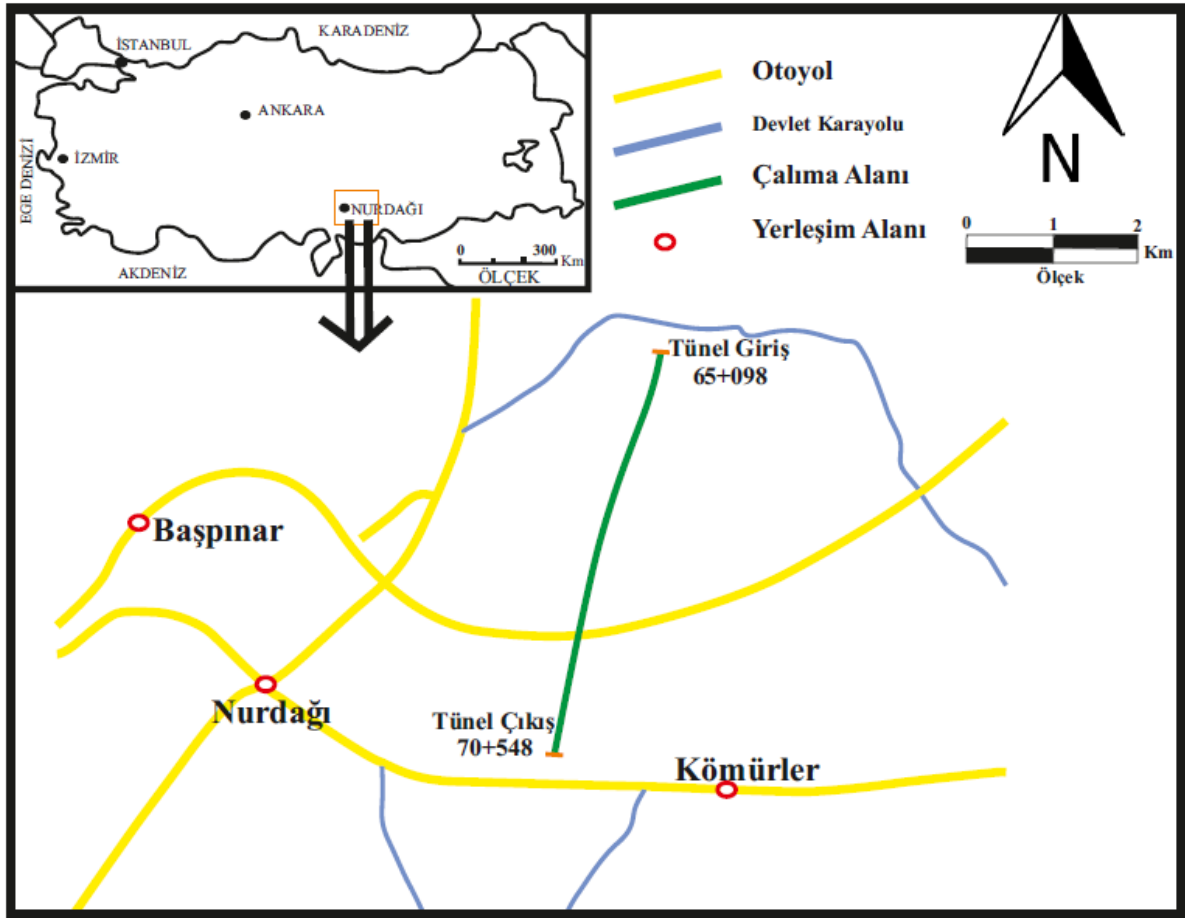 KARADENİZ
İSTANBUL
ANKARA
EGE DENİZİ
İZMİR
NURDAĞI
AKDENİZ
0 300 Km
ÖLÇEK
Otoyol
Devlet Karayolu
Çalıma Alanı
Yerleşim Alanı
N
0 1 2
Km
Ölçek
Tünel Giriş
65+098
Başpınar
Nurdağı
Tünel Çıkış
70+548
Kömürler